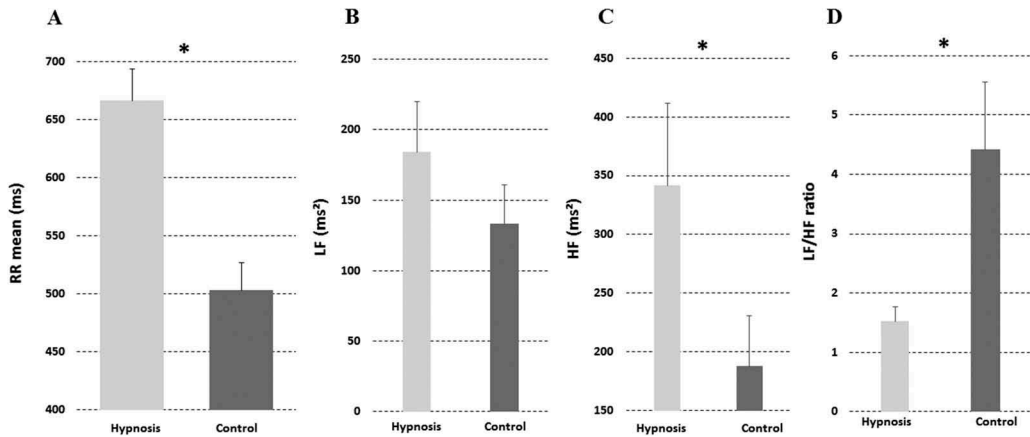 A
*
RR mean (ms)
700
650
600
550
500
450
400
Hypnosis Control
B
LF (ms²)
250
200
150
100
50
0
Hypnosis Control
C
*
HF (ms²)
450
400
350
300
250
200
150
Hypnosis Control
D
*
LF/HF ratio
6
5
4
3
2
1
0
Hypnosis Control